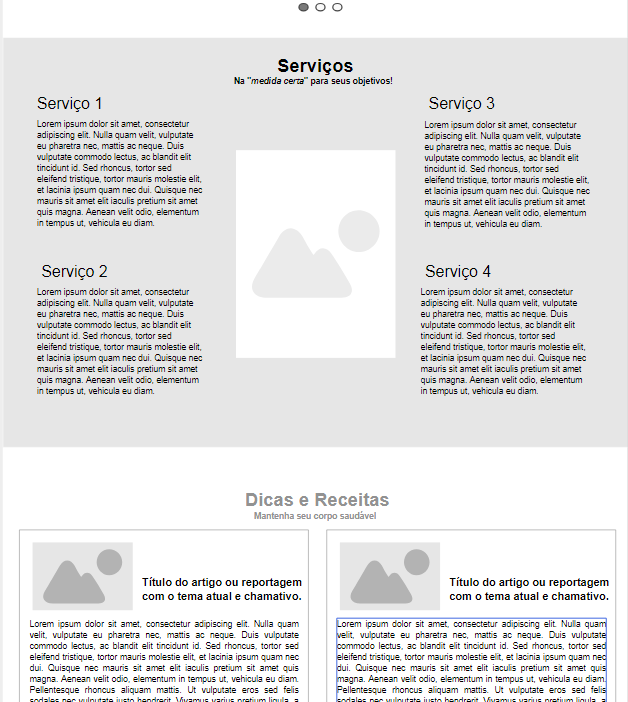 Serviços
Na "medida certa" para seus objetivos!
Serviço 1
Lorem ipsum dolor sit amet, consectetur
adipiscing elit. Nulla quam velit, vulputate
eu pharetra nec, mattis ac neque. Duis
vulputate commodo lectus, ac blandit elit
tincidunt id. Sed rhoncus, tortor sed
eleifend tristique, tortor mauris molestie elit,
et lacinia ipsum quam nec dui. Quisque nec
mauris sit amet elit iaculis pretium sit amet
quis magna. Aenean velit odio, elementum
in tempus ut, vehicula eu diam.
Serviço 2
Lorem ipsum dolor sit amet, consectetur
adipiscing elit. Nulla quam velit, vulputate
eu pharetra nec, mattis ac neque. Duis
vulputate commodo lectus, ac blandit elit
tincidunt id. Sed rhoncus, tortor sed
eleifend tristique, tortor mauris molestie elit,
et lacinia ipsum quam nec dui. Quisque nec
mauris sit amet elit iaculis pretium sit amet
quis magna. Aenean velit odio, elementum
in tempus ut, vehicula eu diam.
Serviço 3
Lorem ipsum dolor sit amet, consectetur
adipiscing elit. Nulla quam velit, vulputate
eu pharetra nec, mattis ac neque. Duis
vulputate commodo lectus, ac blandit elit
tincidunt id. Sed rhoncus, tortor sed
eleifend tristique, tortor mauris molestie elit,
et lacinia ipsum quam nec dui. Quisque nec
mauris sit amet elit iaculis pretium sit amet
quis magna. Aenean velit odio, elementum
in tempus ut, vehicula eu diam.
Serviço 4
Lorem ipsum dolor sit amet, consectetur
adipiscing elit. Nulla quam velit, vulputate
eu pharetra nec, mattis ac neque. Duis
vulputate commodo lectus, ac blandit elit
tincidunt id. Sed rhoncus, tortor sed
eleifend tristique, tortor mauris molestie elit,
et lacinia ipsum quam nec dui. Quisque nec
mauris sit amet elit iaculis pretium sit amet
quis magna. Aenean velit odio, elementum
in tempus ut, vehicula eu diam.
Dicas e Receitas
Mantenha seu corpo saudável
Título do artigo ou reportagem
com o tema atual e chamativo.
Lorem ipsum dolor sit amet, consectetur adipiscing elit. Nulla quam
velit, vulputate eu pharetra nec, mattis ac neque. Duis vulputate
commodo lectus, ac blandit elit tincidunt id. Sed rhoncus, tortor sed
eleifend tristique, tortor mauris molestie elit, et lacinia ipsum quam nec
dui. Quisque nec mauris sit amet elit iaculis pretium sit amet quis
magna. Aenean velit odio, elementum in tempus ut, vehicula eu diam.
Pellentesque rhoncus aliquam mattis. Ut vulputate eros sed felis
sodales nec vulputate justo hendrerit. Vivamus varius pretium ligula, a
Título do artigo ou reportagem
com o tema atual e chamativo.
Lorem ipsum dolor sit amet, consectetur adipiscing elit. Nulla quam
velit, vulputate eu pharetra nec, mattis ac neque. Duis vulputate
commodo lectus, ac blandit elit tincidunt id. Sed rhoncus, tortor sed
eleifend tristique, tortor mauris molestie elit, et lacinia ipsum quam nec
dui. Quisque nec mauris sit amet elit iaculis pretium sit amet quis
magna. Aenean velit odio, elementum in tempus ut, vehicula eu diam.
Pellentesque rhoncus aliquam mattis. Ut vulputate eros sed felis
sodales nec vulputate justo hendrerit. Vivamus varius pretium ligula, a